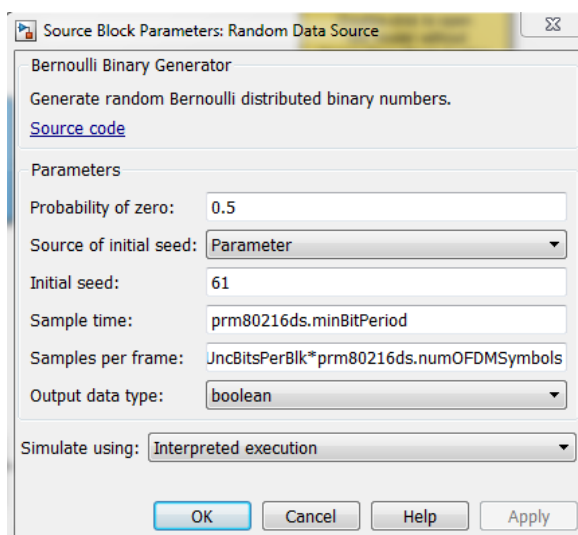 Source Block Parameters: Random Data Source
Bernoulli Binary Generator
Generate random Bernoulli distributed binary numbers.
Source code
Parameters
Probability of zero: 0.5
Source of initial seed: Parameter
Initial seed: 61
Sample time: prm80216ds.minBitPeriod
Samples per frame: UncBitsPerBlk*prm80216ds.numOFDMSymbols
Output data type: boolean
Simulate using: Interpreted execution
OK Cancel Help Apply